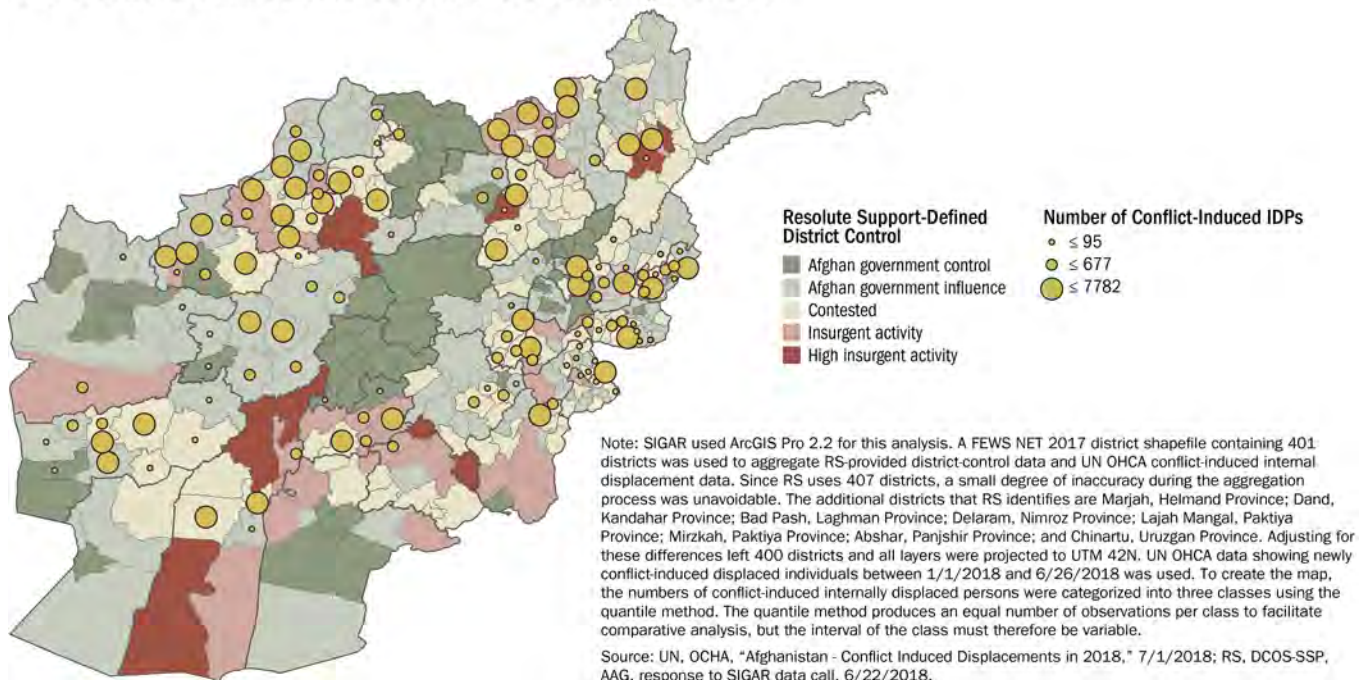 Resolute Support-Defined
District Control
Afghan government control
Afghan government influence
Contested
Insurgent activity
High insurgent activity
Number of Conflict-Induced IDPs
≤ 95
≤ 677
≤ 7782
Note: SIGAR used ArcGIS Pro 2.2 for this analysis. A FEWS NET 2017 district shapefile containing 401
districts was used to aggregate RS-provided district-control data and UN OHCA conflict-induced internal
displacement data. Since RS uses 407 districts, a small degree of inaccuracy during the aggregation
process was unavoidable. The additional districts that RS identifies are Marjah, Helmand Province; Dand,
Kandahar Province; Bad Pash, Laghman Province; Delaram, Nimroz Province; Lajah Mangal, Paktiya
Province; Mirzkah, Paktiya Province; Abshar, Panjshir Province; and Chinartu, Uruzgan Province. Adjusting for
these differences left 400 districts and all layers were projected to UTM 42N. UN OHCA data showing newly
conflict-induced displaced individuals between 1/1/2018 and 6/26/2018 was used. To create the map,
the numbers of conflict-induced internally displaced persons were categorized into three classes using the
quantile method. The quantile method produces an equal number of observations per class to facilitate
comparative analysis, but the interval of the class must therefore be variable.
Source: UN, OCHA, "Afghanistan - Conflict Induced Displacements in 2018," 7/1/2018; RS, DCOS-SSP,
AAG, response to SIGAR data call, 6/22/2018.